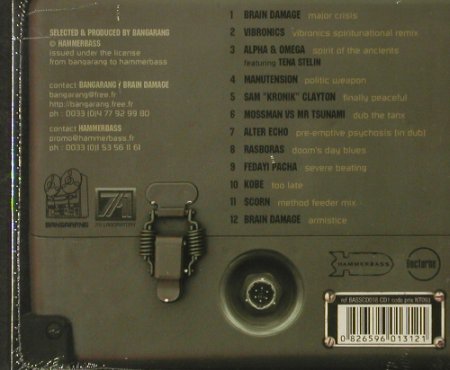 SELECTED & PRODUCED BY BANGARANG
© HAMMERBASS
issued under the license
from bangarang to hammerbass
contact BANGARANG / BRAIN DAMAGE
bangarang@free.fr
http://bangarang.free.fr
ph : 0033 (0)4 77 92 99 80
contact HAMMERBASS
promo@hammerbass.fr
ph : 0033 (0)1 53 56 11 61
BANGARANG
1 BRAIN DAMAGE major crisis
2 VIBRONICS vibronics spiritunational remix
3 ALPHA & OMEGA spirit of the ancients
featuring TENA STELIN
4 MANUTENSION politic weapon
5 SAM "KRONIK" CLAYTON finally peaceful
6 MOSSMAN VS MR TSUNAMI dub the tanx
7 ALTER ECHO pre-emptive psychosis (in dub)
8 RASBORAS doom's day blues
9 FEDAYI PACHA severe beating
10 KOBE too late
11 SCORN method feeder mix
12 BRAIN DAMAGE armistice
HAMMERBASS
Nocturne
0 826596 013121